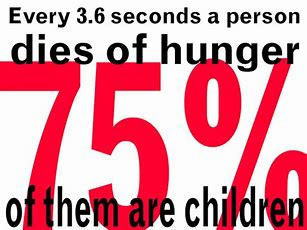 Every 3.6 seconds a person
dies of hunger
75%
of them are children